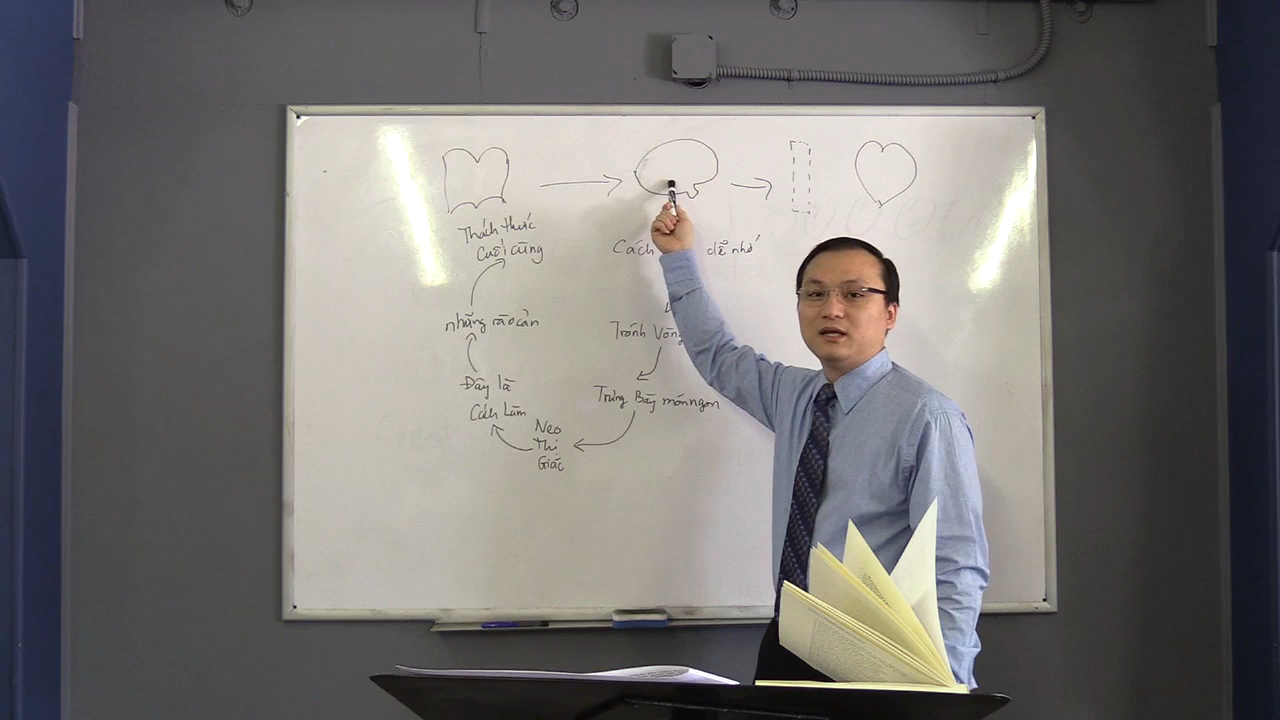 Thách thức
Cuối cùng
Cách dễ nhớ
những rào cản
Tránh Vòng
Đây là
Cách Làm
Trưng Bày món ngon
Neo
Thị
Giác